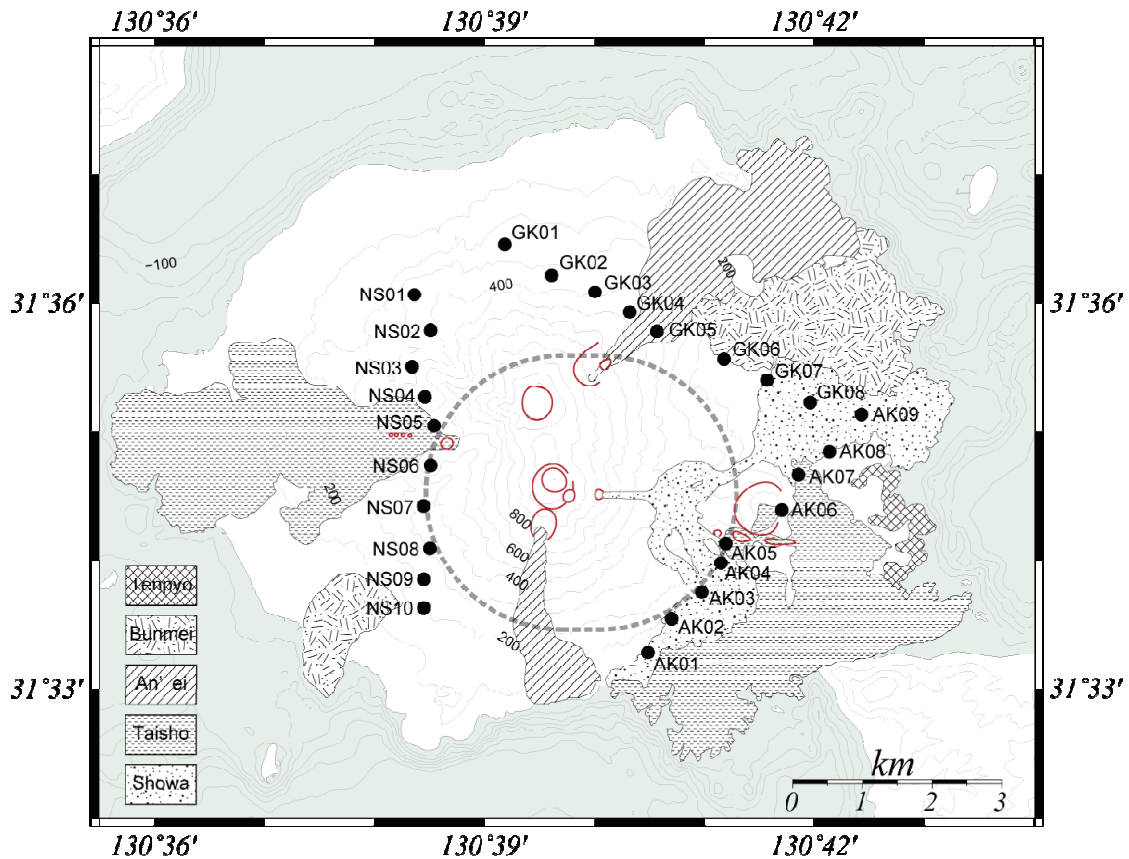 130°36′ 130°39′ 130°42′
GK01
GK02
−100
200
400
GK03
NS01
31°36′ 31°36′
GK04
NS02
GK05
GK06
NS03
GK07
NS04
GK08
AK09
NS05
AK08
NS06
AK07
200
NS07
AK06
800
NS08
AK05
600
AK04
NS09
400
Tenpyo
AK03
NS10
AK02
Bunmei
200
AK01
An' ei
31°33′ 31°33′
Taisho
km
Showa
0 1 2 3
130°36′ 130°39′ 130°42′